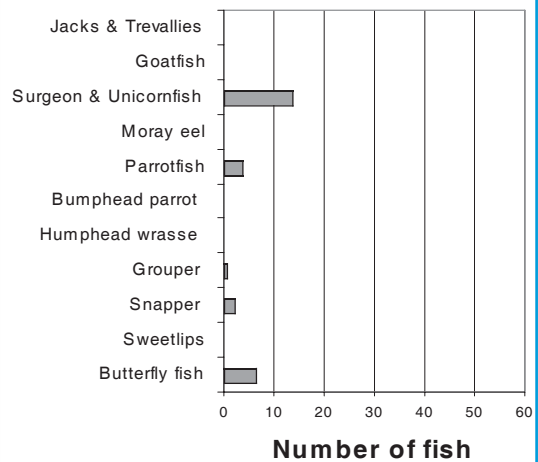 Jacks & Trevallies
Goatfish
Surgeon & Unicornfish
Moray eel
Parrotfish
Bumphead parrot
Humphead wrasse
Grouper
Snapper
Sweetlips
Butterfly fish
0 10 20 30 40 50 60
Number of fish